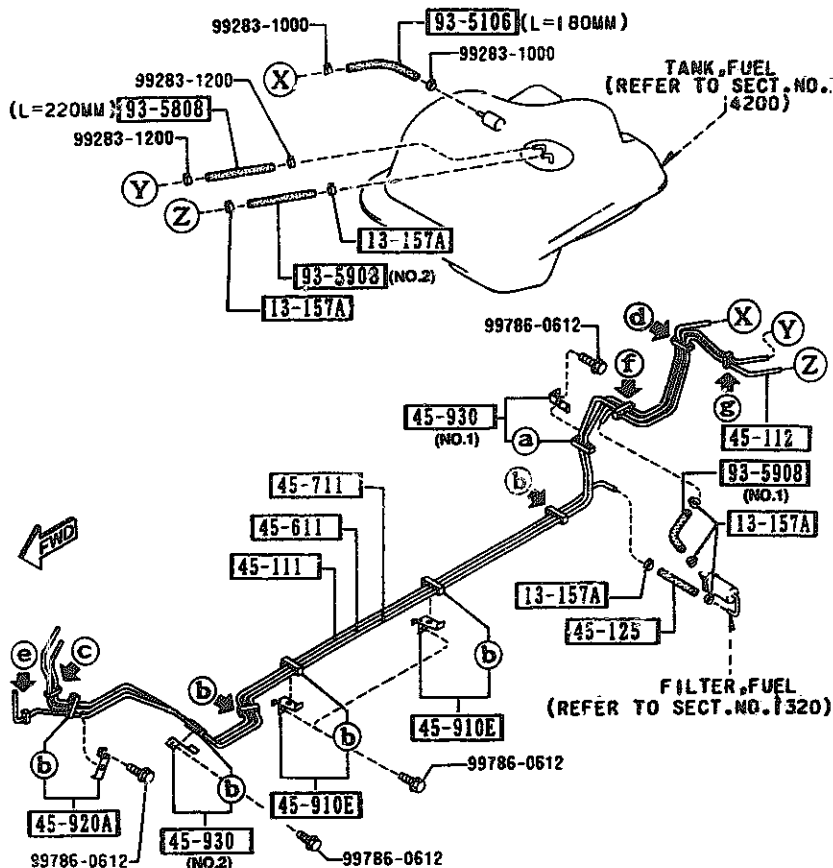 99283-1000
93-5106 (L=180MM)
99283-1000
X
TANK,FUEL
(REFER TO SECT.NO.
4200)
99283-1200
(L=220MM) 93-5808
99283-1200
Y
Z
13-157A
93-5908 (NO.2)
13-157A
99786-0612
d
X
Y
f
Z
g
45-930
(NO.1)
a
45-112
b
93-5908
(NO.1)
45-711
13-157A
45-611
FWD
45-111
13-157A
45-125
e
c
b
b
FILTER,FUEL
(REFER TO SECT.NO.1320)
45-910E
b
b
b
99786-0612
45-910E
45-920A
45-930
(NO.2)
99786-0612
99786-0612